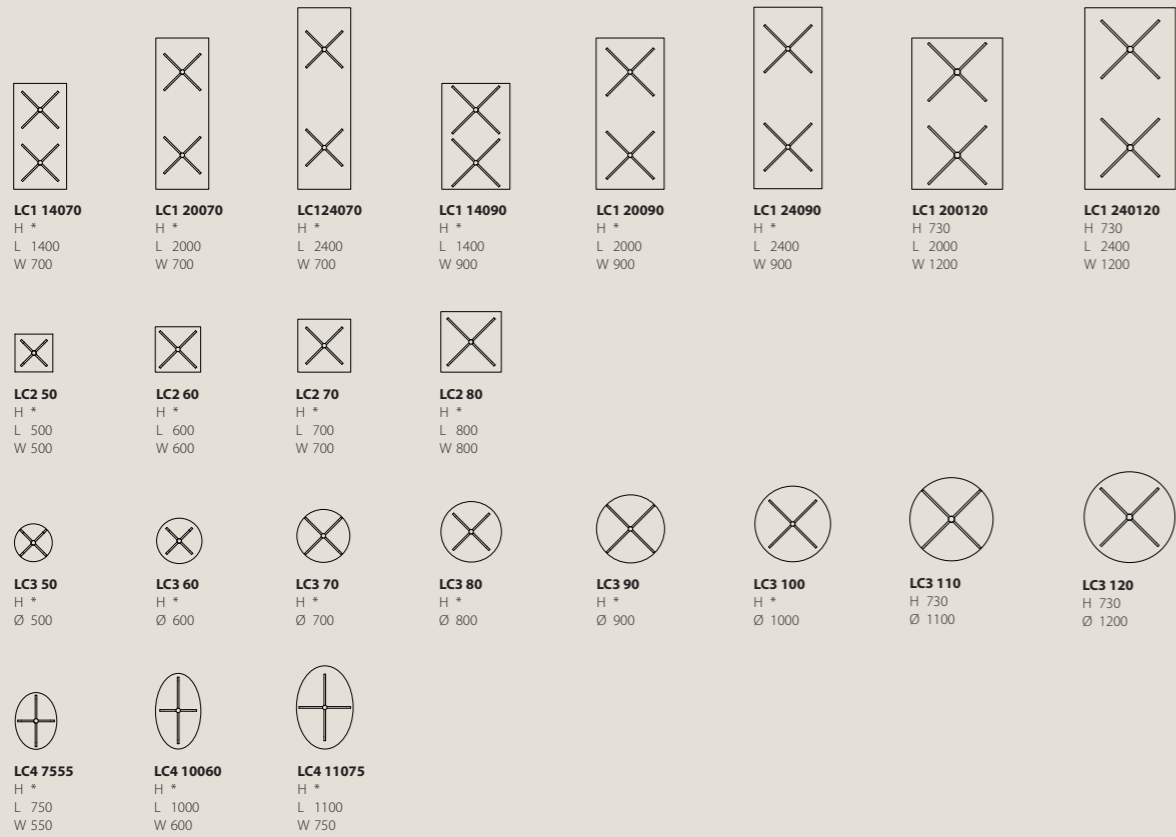 LC1 14070
H *
L 1400
W 700
LC1 20070
H *
L 2000
W 700
LC124070
H *
L 2400
W 700
LC1 14090
H *
L 1400
W 900
LC1 20090
H *
L 2000
W 900
LC1 24090
H *
L 2400
W 900
LC1 200120
H 730
L 2000
W 1200
LC1 240120
H 730
L 2400
W 1200
LC2 50
H *
L 500
W 500
LC2 60
H *
L 600
W 600
LC2 70
H *
L 700
W 700
LC2 80
H *
L 800
W 800
LC3 50
H *
Ø 500
LC3 60
H *
Ø 600
LC3 70
H *
Ø 700
LC3 80
H *
Ø 800
LC3 90
H *
Ø 900
LC3 100
H *
Ø 1000
LC3 110
H 730
Ø 1100
LC3 120
H 730
Ø 1200
LC4 7555
H *
L 750
W 550
LC4 10060
H *
L 1000
W 600
LC4 11075
H *
L 1100
W 750